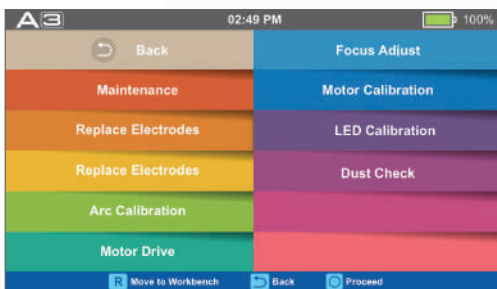 A3 02:49 PM 100%
Back
Focus Adjust
Maintenance
Motor Calibration
Replace Electrodes
LED Calibration
Replace Electrodes
Dust Check
Arc Calibration
Motor Drive
R Move to Workbench Back Proceed